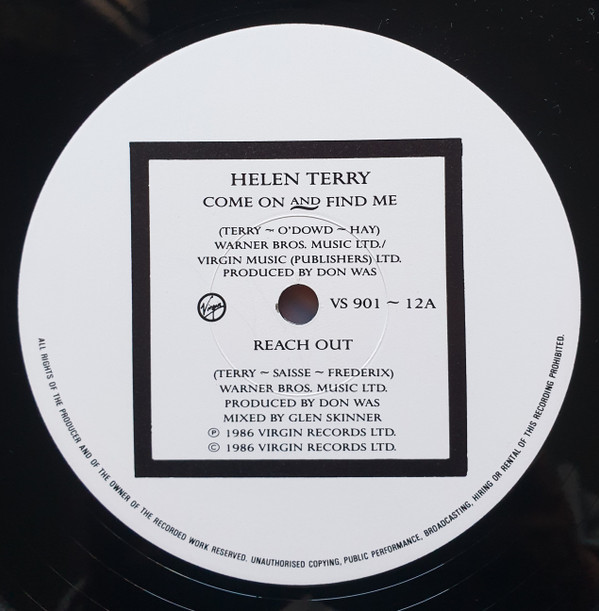 HELEN TERRY
COME ON AND FIND ME
(TERRY ~ O'DOWD ~ HAY)
WARNER BROS. MUSIC LTD./
VIRGIN MUSIC (PUBLISHERS) LTD.
PRODUCED BY DON WAS
Virgin
VS 901 ~ 12A
REACH OUT
(TERRY ~ SAISSE ~ FREDERIX)
WARNER BROS. MUSIC LTD.
PRODUCED BY DON WAS
MIXED BY GLEN SKINNER
℗ 1986 VIRGIN RECORDS LTD.
© 1986 VIRGIN RECORDS LTD.
ALL RIGHTS OF THE PRODUCER AND OF THE OWNER OF THE RECORDED WORK RESERVED. UNAUTHORISED COPYING, PUBLIC PERFORMANCE, BROADCASTING, HIRING OR RENTAL OF THIS RECORDING PROHIBITED.